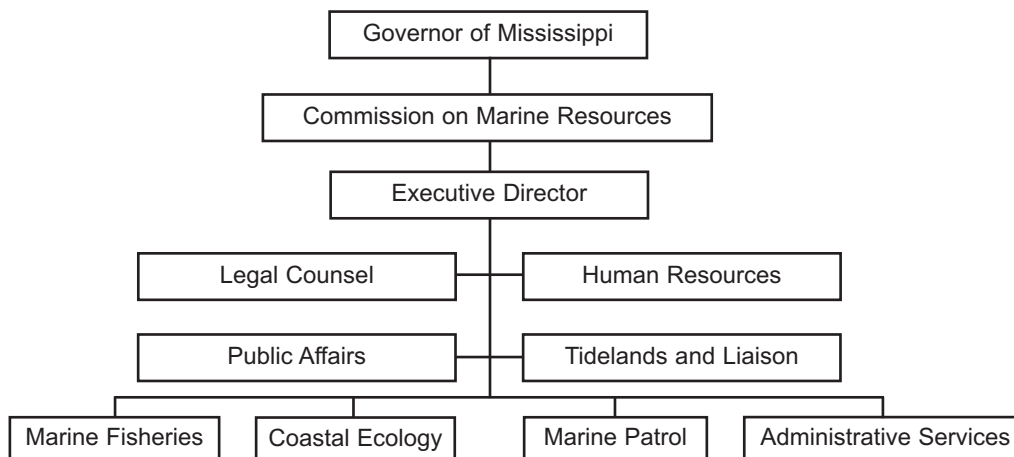 Governor of Mississippi
Commission on Marine Resources
Executive Director
Legal Counsel
Human Resources
Public Affairs
Tidelands and Liaison
Marine Fisheries
Coastal Ecology
Marine Patrol
Administrative Services